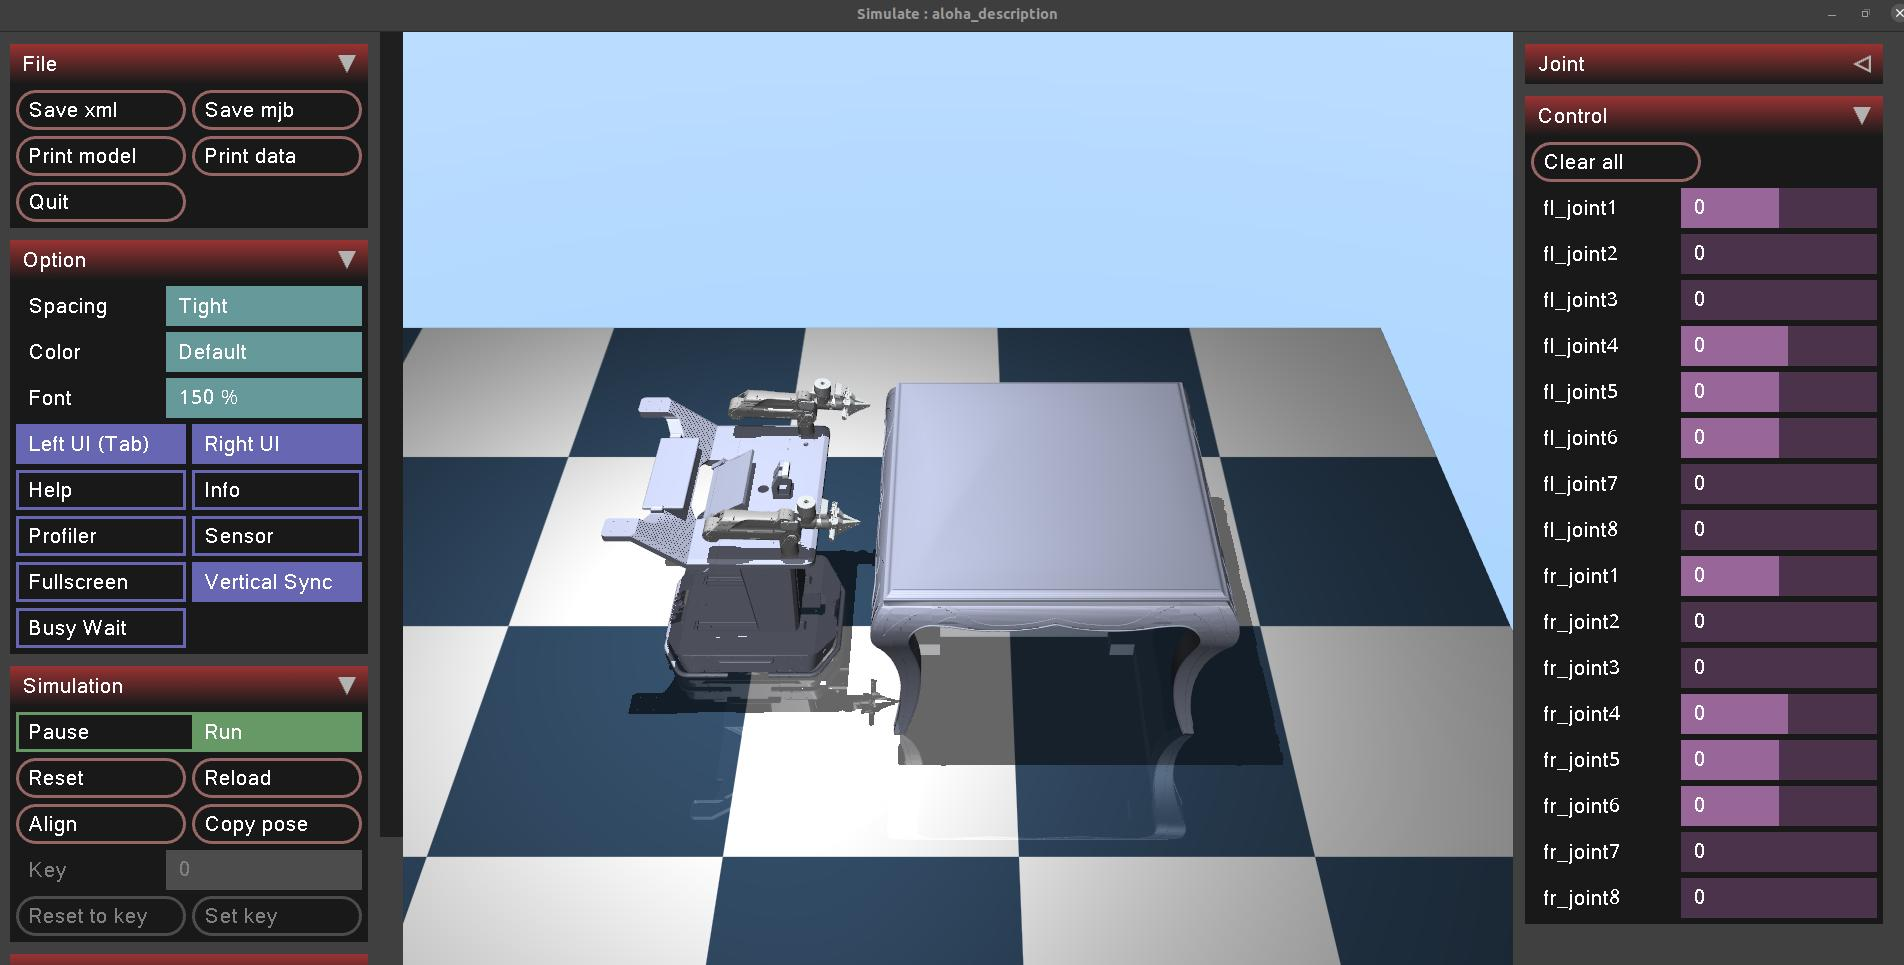 Simulate : aloha_description
File
Save xml
Save mjb
Print model
Print data
Quit
Option
Spacing
Tight
Color
Default
Font
150 %
Left UI (Tab)
Right UI
Help
Info
Profiler
Sensor
Fullscreen
Vertical Sync
Busy Wait
Simulation
Pause
Run
Reset
Reload
Align
Copy pose
Key
0
Reset to key
Set key
Joint
Control
Clear all
fl_joint1
0
fl_joint2
0
fl_joint3
0
fl_joint4
0
fl_joint5
0
fl_joint6
0
fl_joint7
0
fl_joint8
0
fr_joint1
0
fr_joint2
0
fr_joint3
0
fr_joint4
0
fr_joint5
0
fr_joint6
0
fr_joint7
0
fr_joint8
0